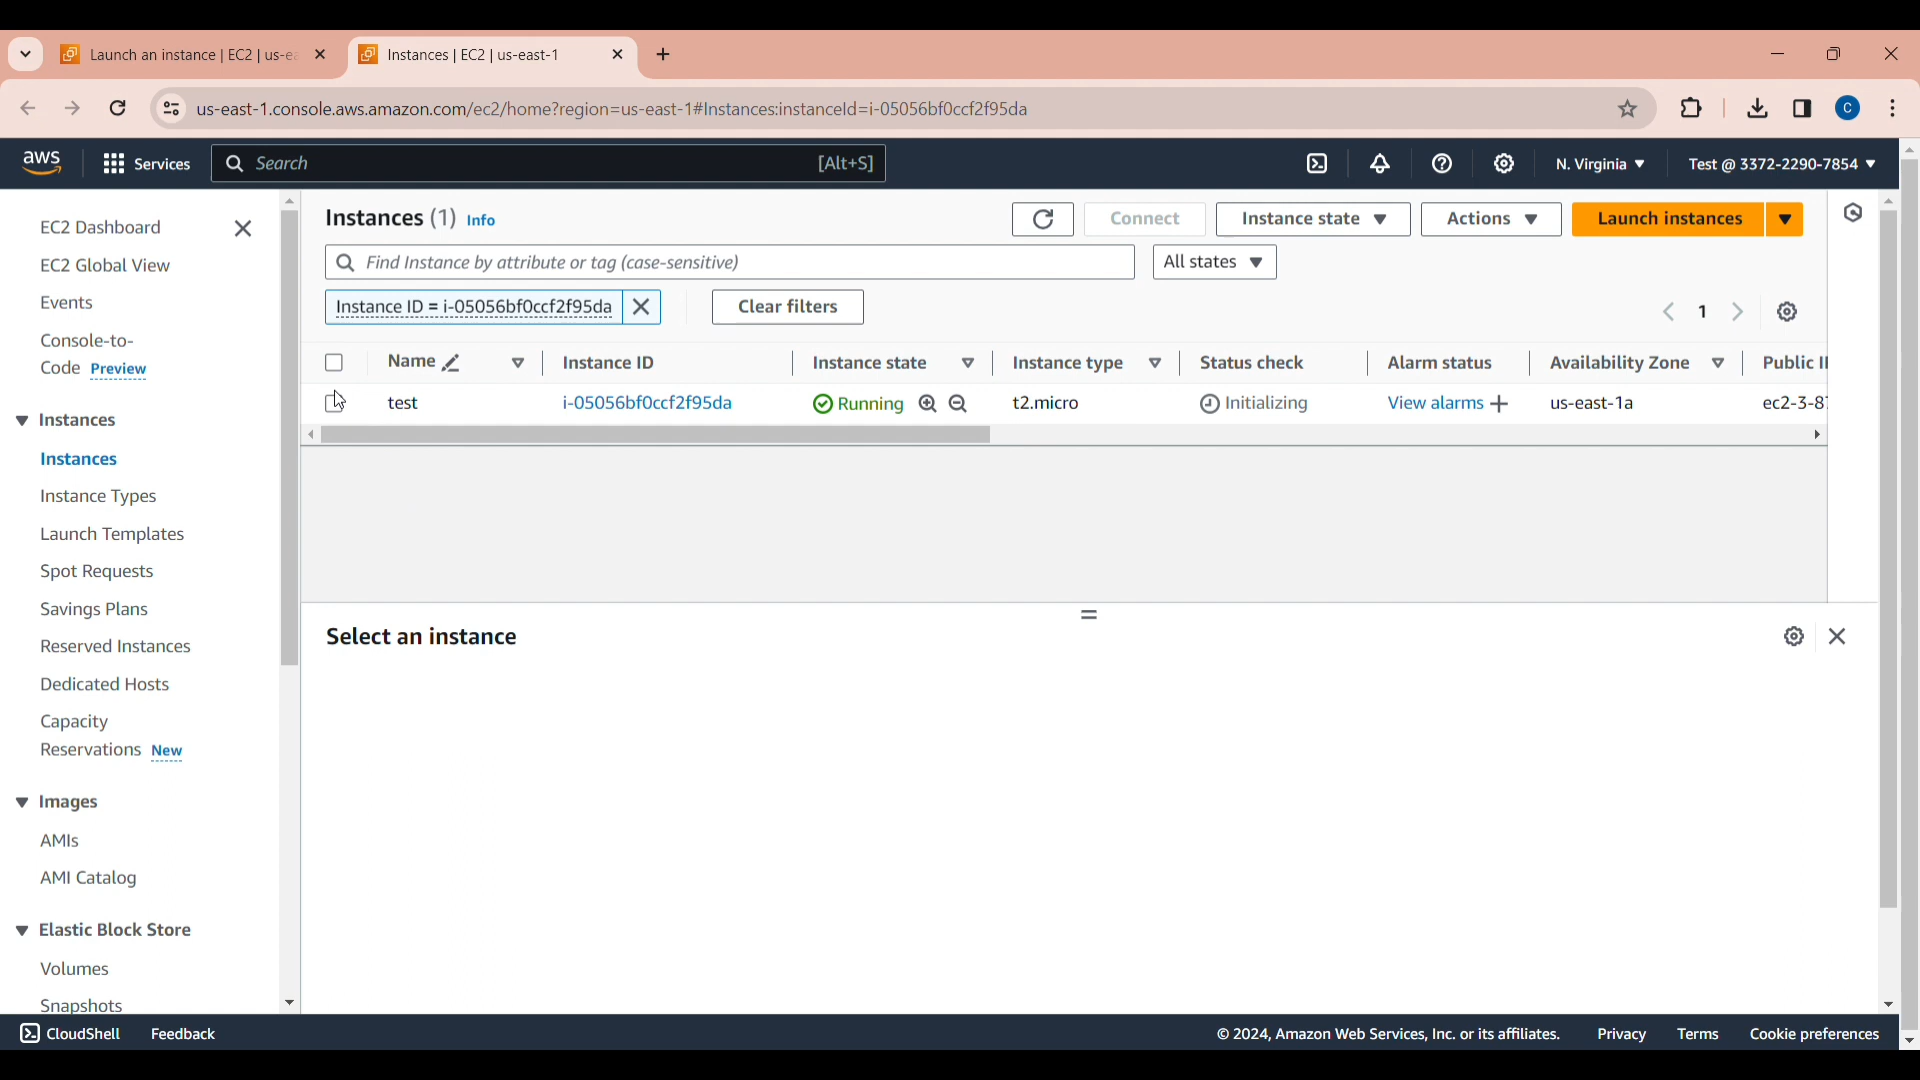 Launch an instance | EC2 | us-ea
Instances | EC2 | us-east-1
us-east-1.console.aws.amazon.com/ec2/home?region=us-east-1#Instances:instanceId=i-05056bf0ccf2f95da
C
aws
Services
Search
[Alt+S]
N. Virginia
Test @ 3372-2290-7854
EC2 Dashboard
EC2 Global View
Events
Console-to-
Code Preview
Instances
Instances
Instance Types
Launch Templates
Spot Requests
Savings Plans
Reserved Instances
Dedicated Hosts
Capacity
Reservations New
Images
AMIs
AMI Catalog
Elastic Block Store
Volumes
Snapshots
Instances (1) Info
Connect
Instance state
Actions
Launch instances
Find Instance by attribute or tag (case-sensitive)
All states
Instance ID = i-05056bf0ccf2f95da
Clear filters
1
Name
Instance ID
Instance state
Instance type
Status check
Alarm status
Availability Zone
Public I
test
i-05056bf0ccf2f95da
Running
t2.micro
Initializing
View alarms
us-east-1a
ec2-3-8
Select an instance
CloudShell
Feedback
© 2024, Amazon Web Services, Inc. or its affiliates.
Privacy
Terms
Cookie preferences